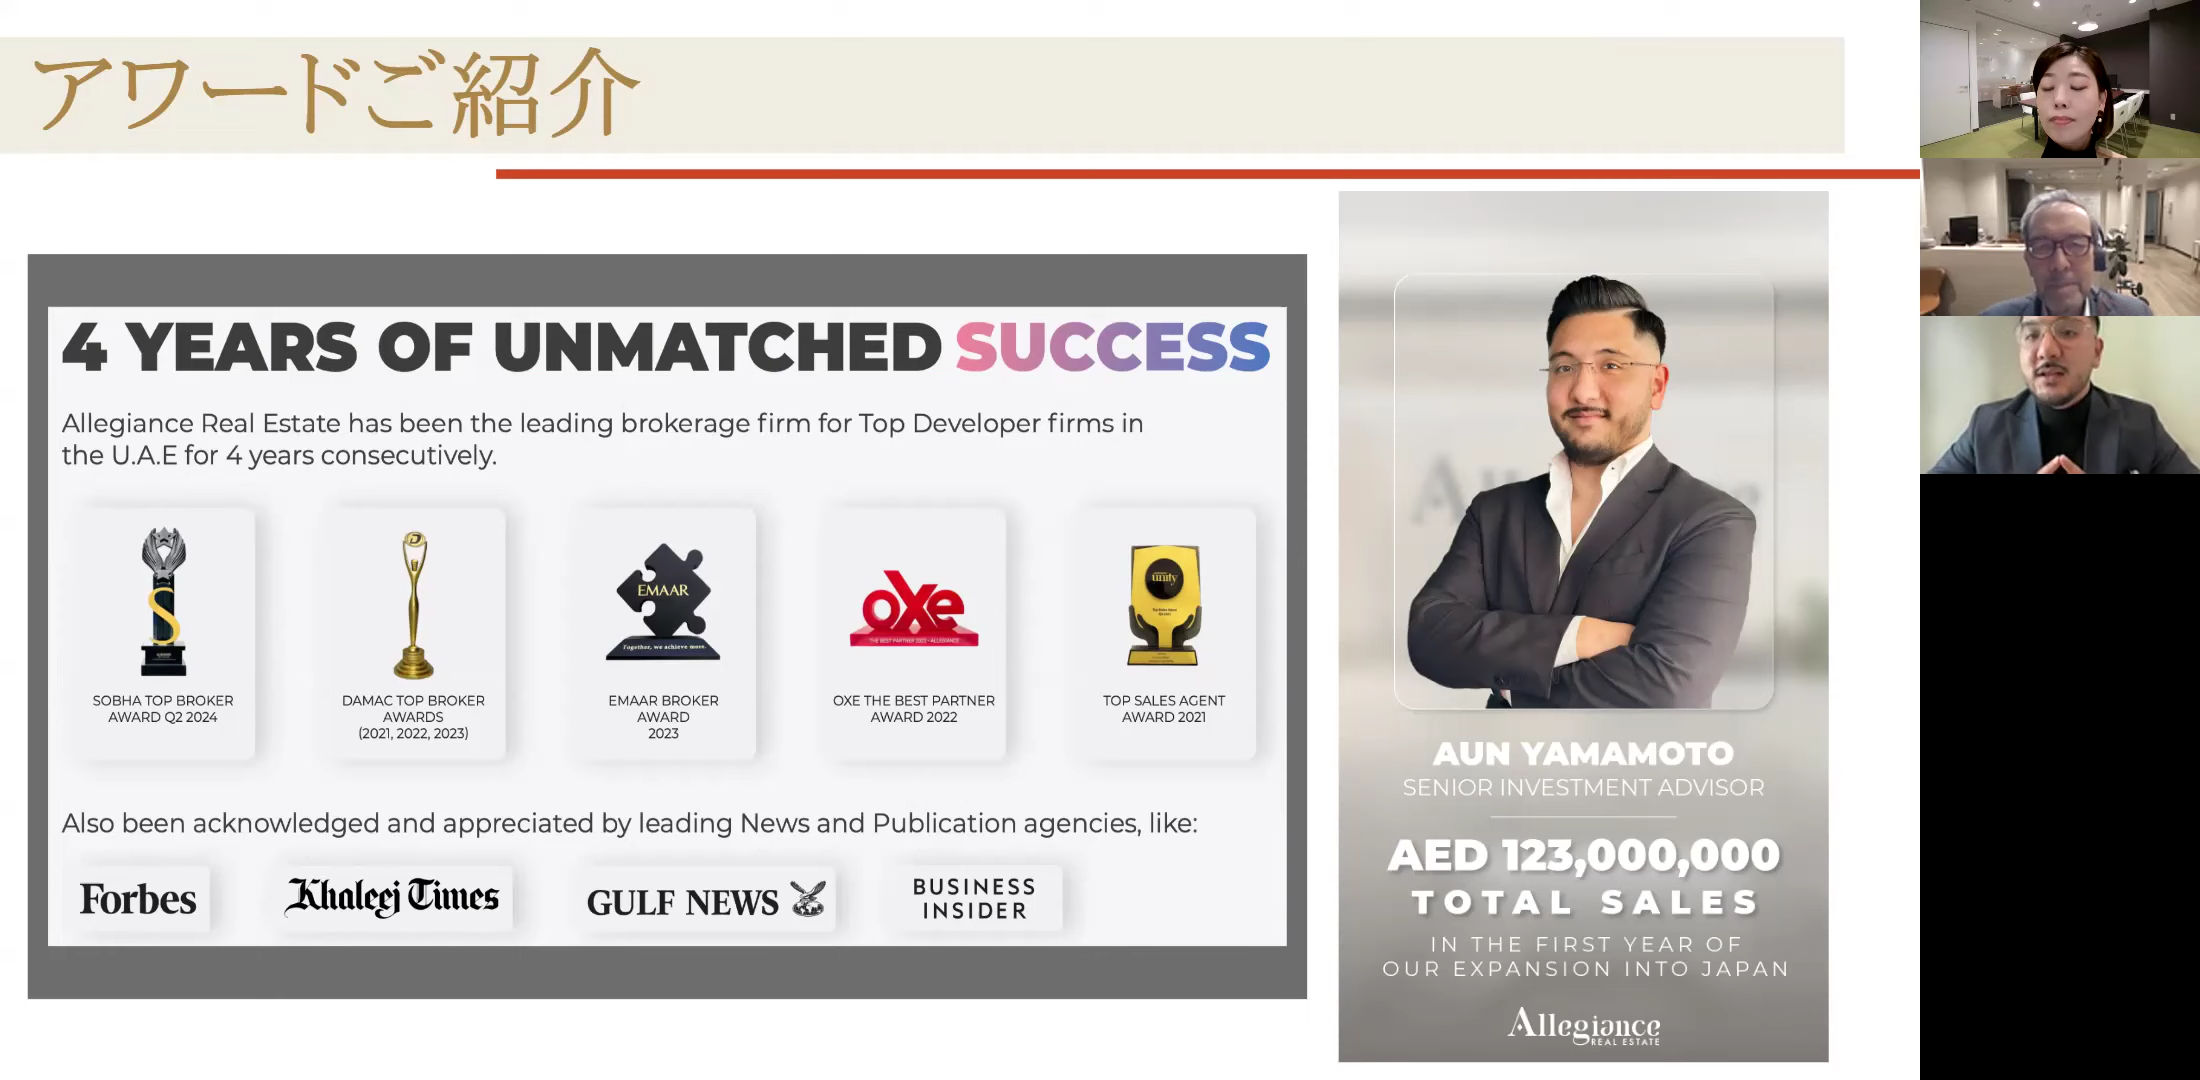 アワードご紹介
4 YEARS OF UNMATCHED SUCCESS
Allegiance Real Estate has been the leading brokerage firm for Top Developer firms in
the U.A.E for 4 years consecutively.
S
SOBHA TOP BROKER
AWARD Q2 2024
D
DAMAC TOP BROKER
AWARDS
(2021, 2022, 2023)
EMAAR
Together, we achieve more.
EMAAR BROKER
AWARD
2023
oxe
THE BEST PARTNER 2022 - ALLEGIANCE
OXE THE BEST PARTNER
AWARD 2022
unity
TOP SALES AGENT
AWARD 2021
Also been acknowledged and appreciated by leading News and Publication agencies, like:
Forbes
Khaleej Times
GULF NEWS
BUSINESS
INSIDER
AUN YAMAMOTO
SENIOR INVESTMENT ADVISOR
AED 123,000,000
TOTAL SALES
IN THE FIRST YEAR OF
OUR EXPANSION INTO JAPAN
Allegiance
REAL ESTATE